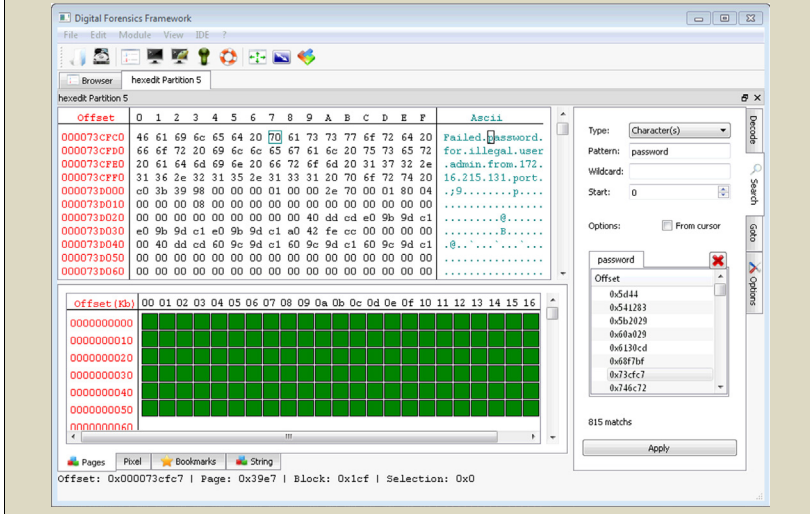 Digital Forensics Framework
File Edit Module View IDE ?
Browser hexedit Partition 5
hexedit Partition 5
Offset 0 1 2 3 4 5 6 7 8 9 A B C D E F Ascii
000073CFC0 46 61 69 6c 65 64 20 70 61 73 73 77 6f 72 64 20 Failed.password.
000073CFD0 66 6f 72 20 69 6c 6c 65 67 61 6c 20 75 73 65 72 for.illegal.user
000073CFE0 20 61 64 6d 69 6e 20 66 72 6f 6d 20 31 37 32 2e .admin.from.172.
000073CFF0 31 36 2e 32 31 35 2e 31 33 31 20 70 6f 72 74 20 16.215.131.port.
000073D000 c0 3b 39 98 00 00 00 01 00 00 2e 70 00 01 80 04 .;9........p....
000073D010 00 00 00 08 00 00 00 00 00 00 00 00 00 00 00 00 ................
000073D020 00 00 00 00 00 00 00 00 00 40 dd cd e0 9b 9d c1 .........@......
000073D030 e0 9b 9d c1 e0 9b 9d c1 a0 42 fe cc 00 00 00 00 .........B......
000073D040 00 40 dd cd 60 9c 9d c1 60 9c 9d c1 60 9c 9d c1 .@..`...`...`...
000073D050 00 00 00 00 00 00 00 00 00 00 00 00 00 00 00 00 ................
000073D060 00 00 00 00 00 00 00 00 00 00 00 00 00 00 00 00 ................
Type: Character(s)
Pattern: password
Wildcard:
Start: 0
Options: From cursor
password
Offset
0x5d44
0x541283
0x5b2029
0x60a029
0x6130cd
0x68f7bf
0x73cfc7
0x746c72
815 matchs
Apply
Decode
Search
Goto
Options
Offset(Kb) 00 01 02 03 04 05 06 07 08 09 0a 0b 0c 0d 0e 0f 10 11 12 13 14 15 16
0000000000
0000000010
0000000020
0000000030
0000000040
0000000050
0000000060
Pages Pixel Bookmarks String
Offset: 0x000073cfc7 | Page: 0x39e7 | Block: 0x1cf | Selection: 0x0